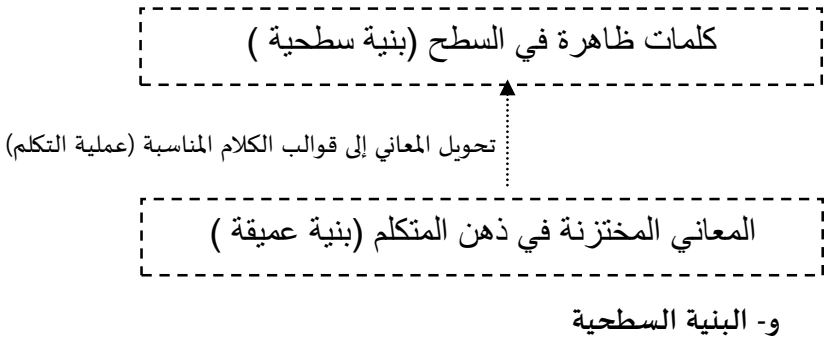 كلمات ظاهرة في السطح (بنية سطحية )
تحويل المعاني إلى قوالب الكلام المناسبة (عملية التكلم)
المعاني المختزنة في ذهن المتكلم (بنية عميقة )
و- البنية السطحية